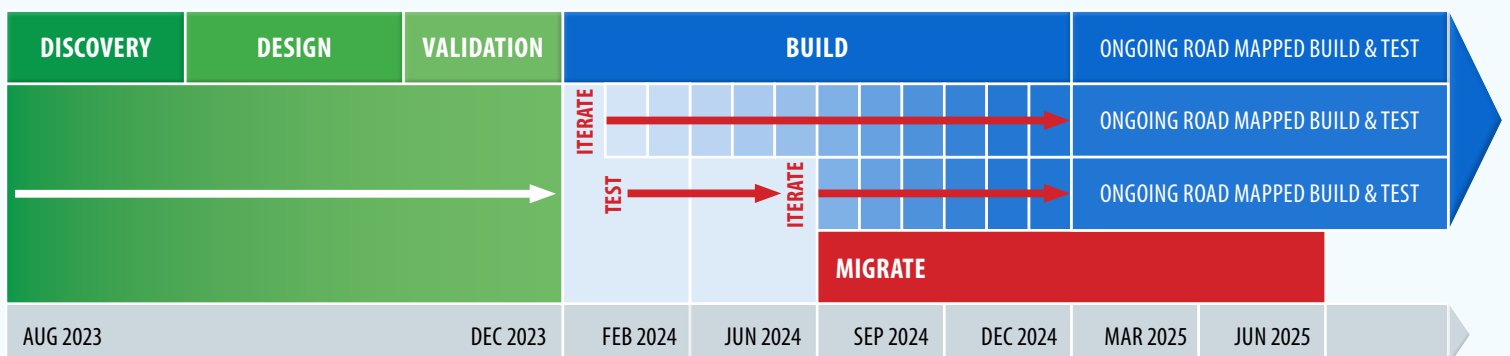 DISCOVERY
DESIGN
VALIDATION
BUILD
ONGOING ROAD MAPPED BUILD & TEST
ITERATE
ONGOING ROAD MAPPED BUILD & TEST
TEST
ITERATE
ONGOING ROAD MAPPED BUILD & TEST
MIGRATE
AUG 2023
DEC 2023
FEB 2024
JUN 2024
SEP 2024
DEC 2024
MAR 2025
JUN 2025